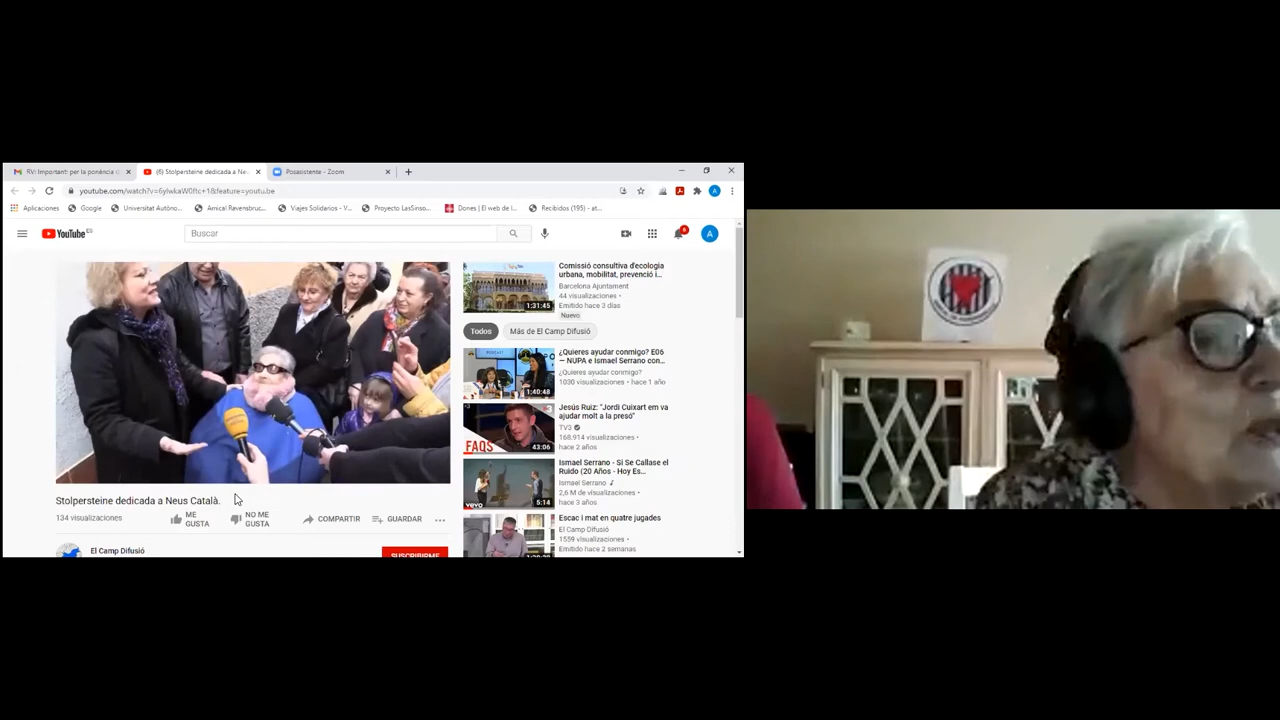 RV: Important: per la ponència d
(6) Stolpersteine dedicada a Neu
Posasistente - Zoom
youtube.com/watch?v=6yIwkaW0ftc+1&feature=youtu.be
Aplicaciones
Google
Universitat Autòno...
Amical Ravensbruc...
Viajes Solidarios - V...
Proyecto LasSinso...
Dones | El web de l...
Recibidos (195) - at...
YouTube ES
Buscar
6
A
Comissió consultiva d'ecologia
urbana, mobilitat, prevenció i...
Barcelona Ajuntament
44 visualizaciones •
Emitido hace 3 días
Nuevo
1:31:45
Todos
Más de El Camp Difusió
¿Quieres ayudar conmigo? E06
— NUPA e Ismael Serrano con...
¿Quieres ayudar conmigo?
1030 visualizaciones • hace 1 año
1:40:48
Jesús Ruiz: "Jordi Cuixart em va
ajudar molt a la presó"
TV3
168.914 visualizaciones •
hace 2 años
FAQS
43:06
Ismael Serrano - Si Se Callase el
Ruido (20 Años - Hoy Es...
Ismael Serrano
2,6 M de visualizaciones •
hace 3 años
vevo
5:14
Escac i mat en quatre jugades
El Camp Difusió
1559 visualizaciones •
Emitido hace 2 semanas
Stolpersteine dedicada a Neus Català.
134 visualizaciones
ME GUSTA
NO ME GUSTA
COMPARTIR
GUARDAR
El Camp Difusió
SUSCRIBIRME